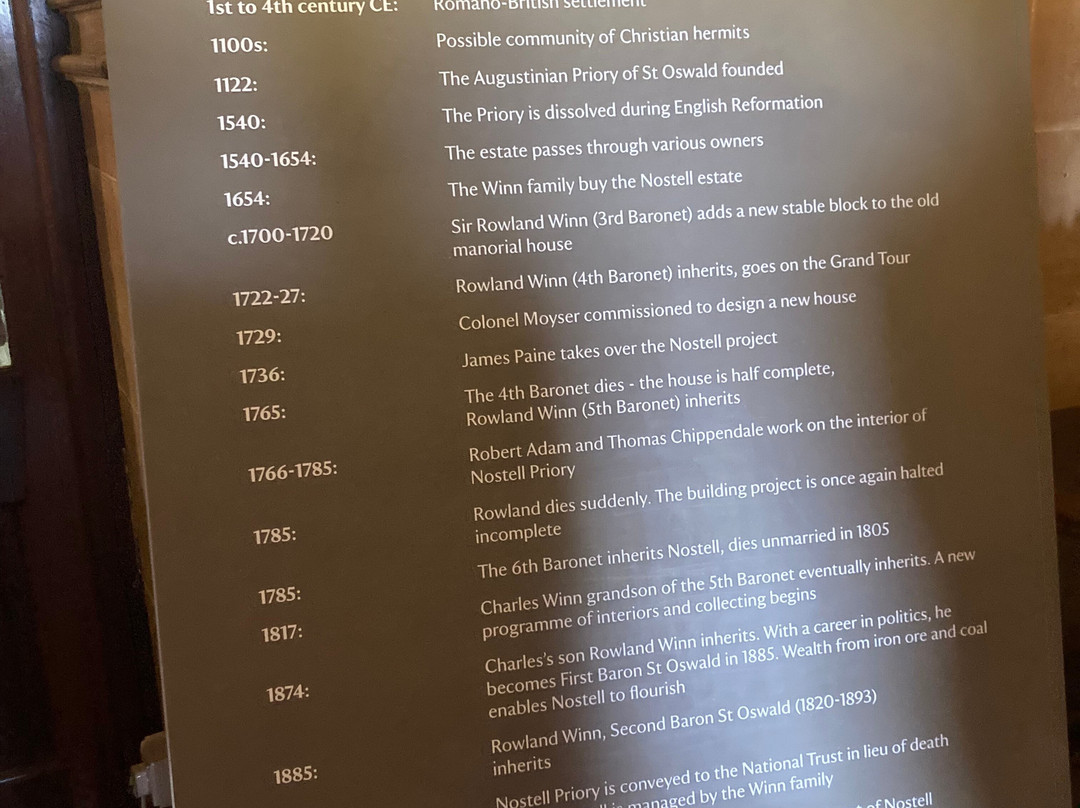 1st to 4th century CE: Romano-British settlement
1100s: Possible community of Christian hermits
1122: The Augustinian Priory of St Oswald founded
1540: The Priory is dissolved during English Reformation
1540-1654: The estate passes through various owners
1654: The Winn family buy the Nostell estate
c.1700-1720 Sir Rowland Winn (3rd Baronet) adds a new stable block to the old
manorial house
1722-27: Rowland Winn (4th Baronet) inherits, goes on the Grand Tour
1729: Colonel Moyser commissioned to design a new house
1736: James Paine takes over the Nostell project
1765: The 4th Baronet dies - the house is half complete,
Rowland Winn (5th Baronet) inherits
1766-1785: Robert Adam and Thomas Chippendale work on the interior of
Nostell Priory
1785: Rowland dies suddenly. The building project is once again halted
incomplete
1785: The 6th Baronet inherits Nostell, dies unmarried in 1805
1817: Charles Winn grandson of the 5th Baronet eventually inherits. A new
programme of interiors and collecting begins
1874: Charles's son Rowland Winn inherits. With a career in politics, he
becomes First Baron St Oswald in 1885. Wealth from iron ore and coal
enables Nostell to flourish
1885: Rowland Winn, Second Baron St Oswald (1820-1893)
inherits
Nostell Priory is conveyed to the National Trust in lieu of death
is managed by the Winn family
of Nostell